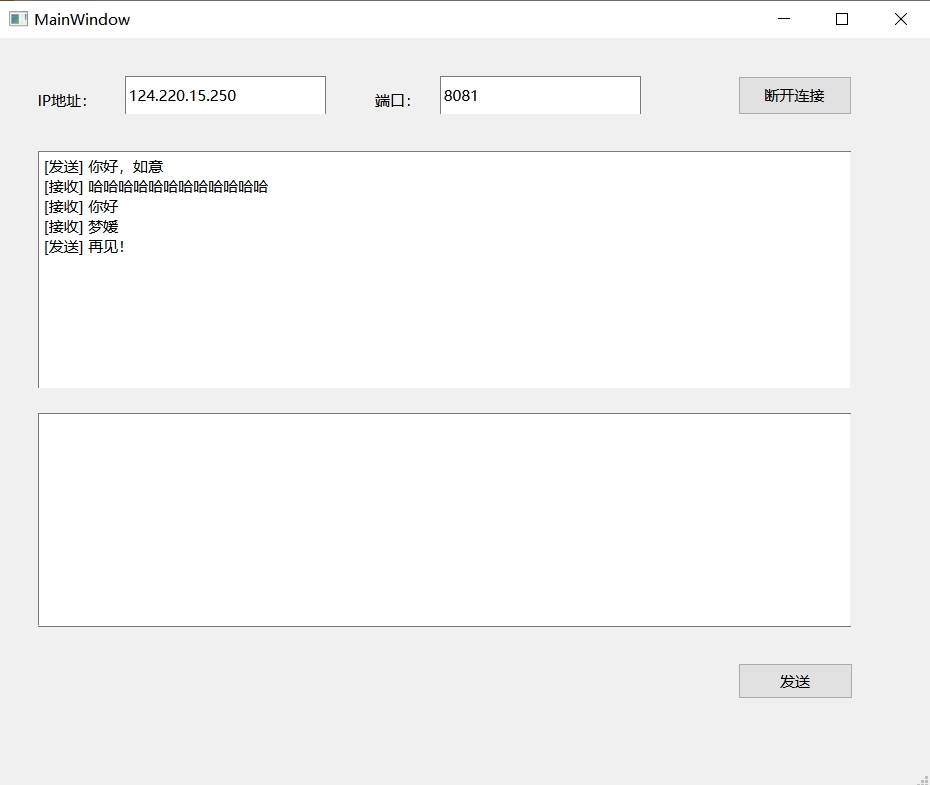 MainWindow
IP地址： 124.220.15.250 端口： 8081 断开连接
[发送] 你好，如意
[接收] 哈哈哈哈哈哈哈哈哈哈哈哈
[接收] 你好
[接收] 梦媛
[发送] 再见！
发送